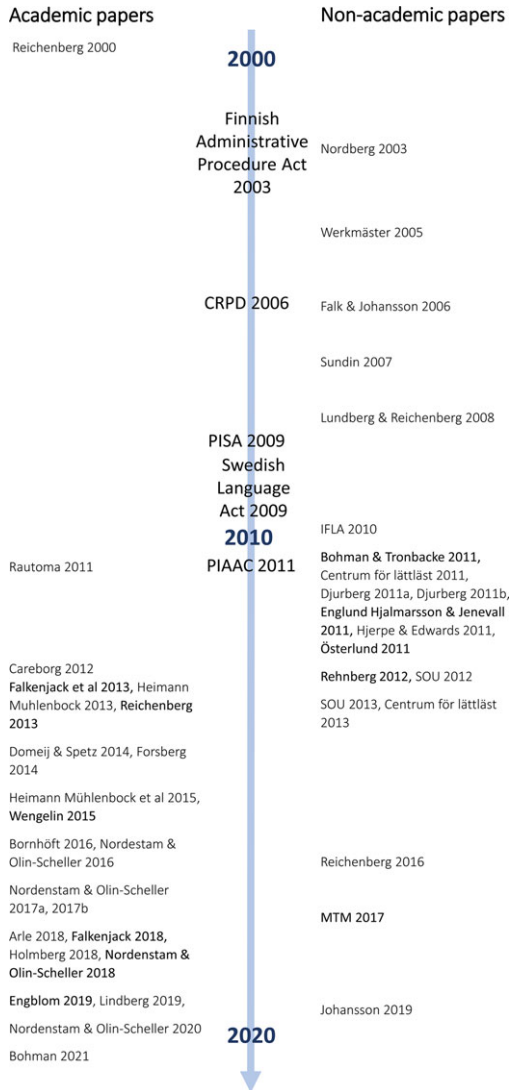 Academic papers
Non-academic papers
Reichenberg 2000
2000
Finnish
Administrative
Procedure Act
2003
Nordberg 2003
Werkmäster 2005
CRPD 2006
Falk & Johansson 2006
Sundin 2007
Lundberg & Reichenberg 2008
PISA 2009
Swedish
Language
Act 2009
2010
IFLA 2010
Rautoma 2011
PIAAC 2011
Bohman & Tronbacke 2011,
Centrum för lättläst 2011,
Djurberg 2011a, Djurberg 2011b,
Englund Hjalmarsson & Jenevall
2011, Hjerpe & Edwards 2011,
Österlund 2011
Careborg 2012
Falkenjack et al 2013, Heimann
Muhlenbock 2013, Reichenberg
2013
Rehnberg 2012, SOU 2012
SOU 2013, Centrum för lättläst
2013
Domeij & Spetz 2014, Forsberg
2014
Heimann Mühlenbock et al 2015,
Wengelin 2015
Bornhöft 2016, Nordestam &
Olin-Scheller 2016
Reichenberg 2016
Nordenstam & Olin-Scheller
2017a, 2017b
MTM 2017
Arle 2018, Falkenjack 2018,
Holmberg 2018, Nordenstam &
Olin-Scheller 2018
Engblom 2019, Lindberg 2019,
Johansson 2019
Nordenstam & Olin-Scheller 2020
2020
Bohman 2021